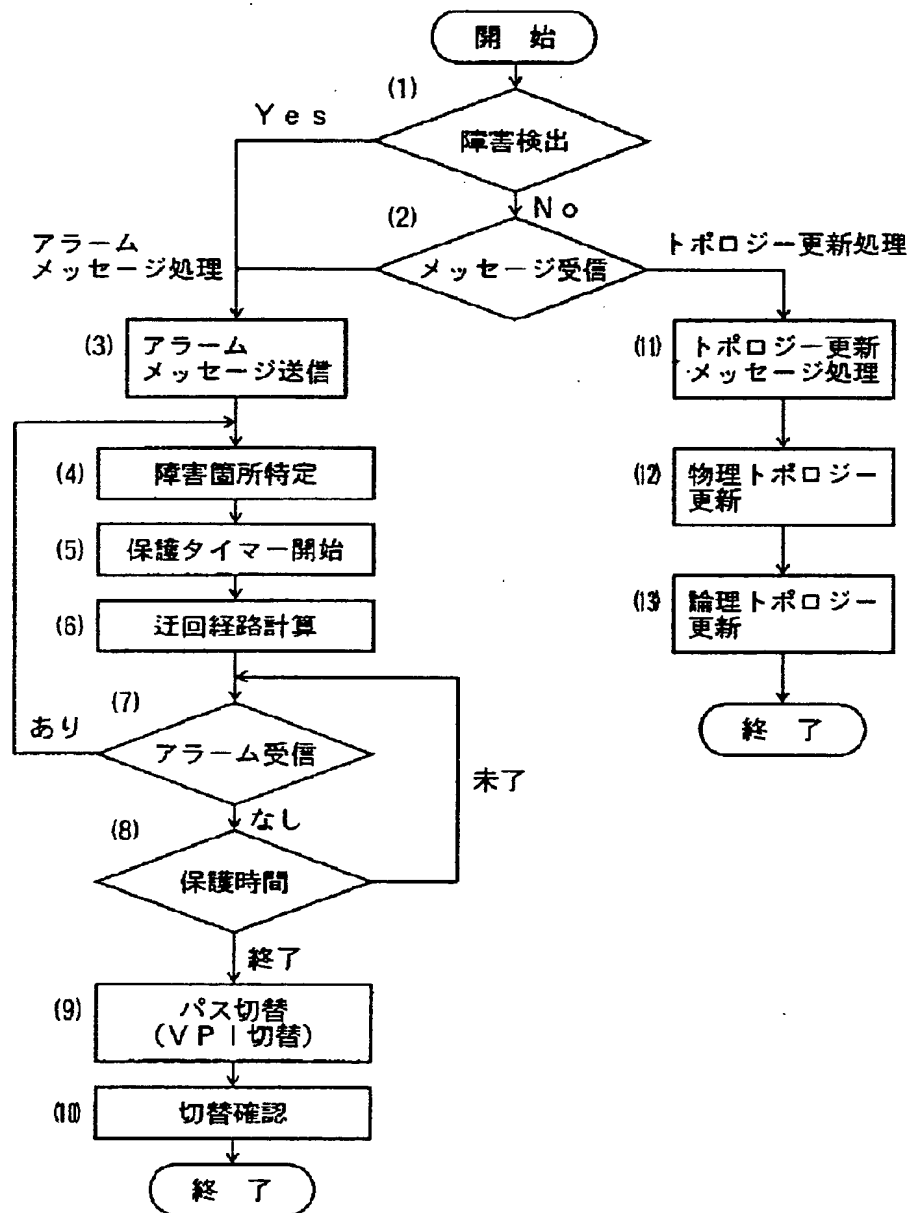 開 始
(1)
Yes
障害検出
(2)
No
アラーム
メッセージ処理
メッセージ受信
トポロジー更新処理
(3)
アラーム
メッセージ送信
(11)
トポロジー更新
メッセージ処理
(4)
障害箇所特定
(12)
物理トポロジー
更新
(5)
保護タイマー開始
(6)
迂回経路計算
(13)
論理トポロジー
更新
(7)
あり
アラーム受信
終 了
未了
なし
(8)
保護時間
終了
(9)
パス切替
(VPI切替)
(10)
切替確認
終 了